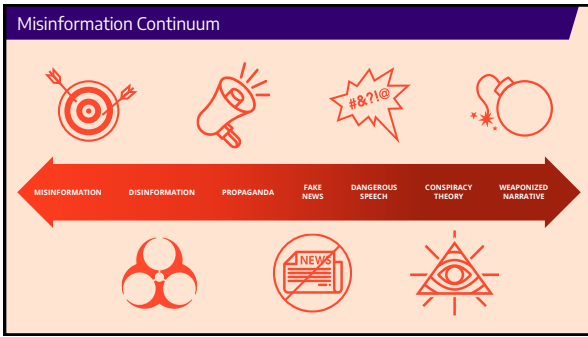 Misinformation Continuum
#&?!@
MISINFORMATION
DISINFORMATION
PROPAGANDA
FAKE
NEWS
DANGEROUS
SPEECH
CONSPIRACY
THEORY
WEAPONIZED
NARRATIVE
NEWS